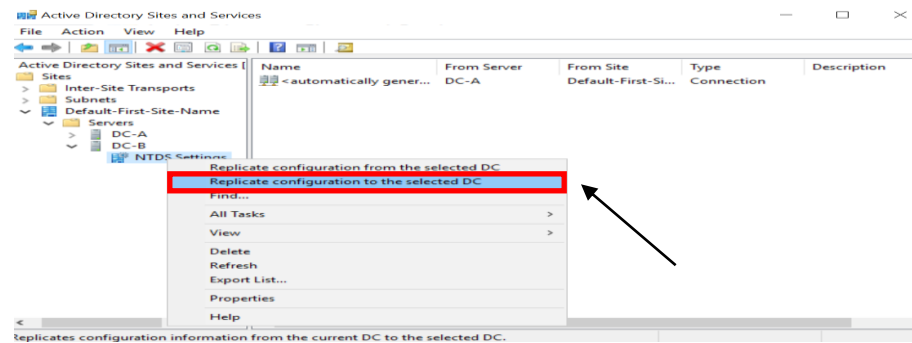 Active Directory Sites and Services
File Action View Help
Active Directory Sites and Services [
Name From Server From Site Type Description
Sites
<automatically gener... DC-A Default-First-Si... Connection
Inter-Site Transports
Subnets
Default-First-Site-Name
Servers
DC-A
DC-B
NTDS Settings
Replicate configuration from the selected DC
Replicate configuration to the selected DC
Find...
All Tasks >
View >
Delete
Refresh
Export List...
Properties
Help
Replicates configuration information from the current DC to the selected DC.